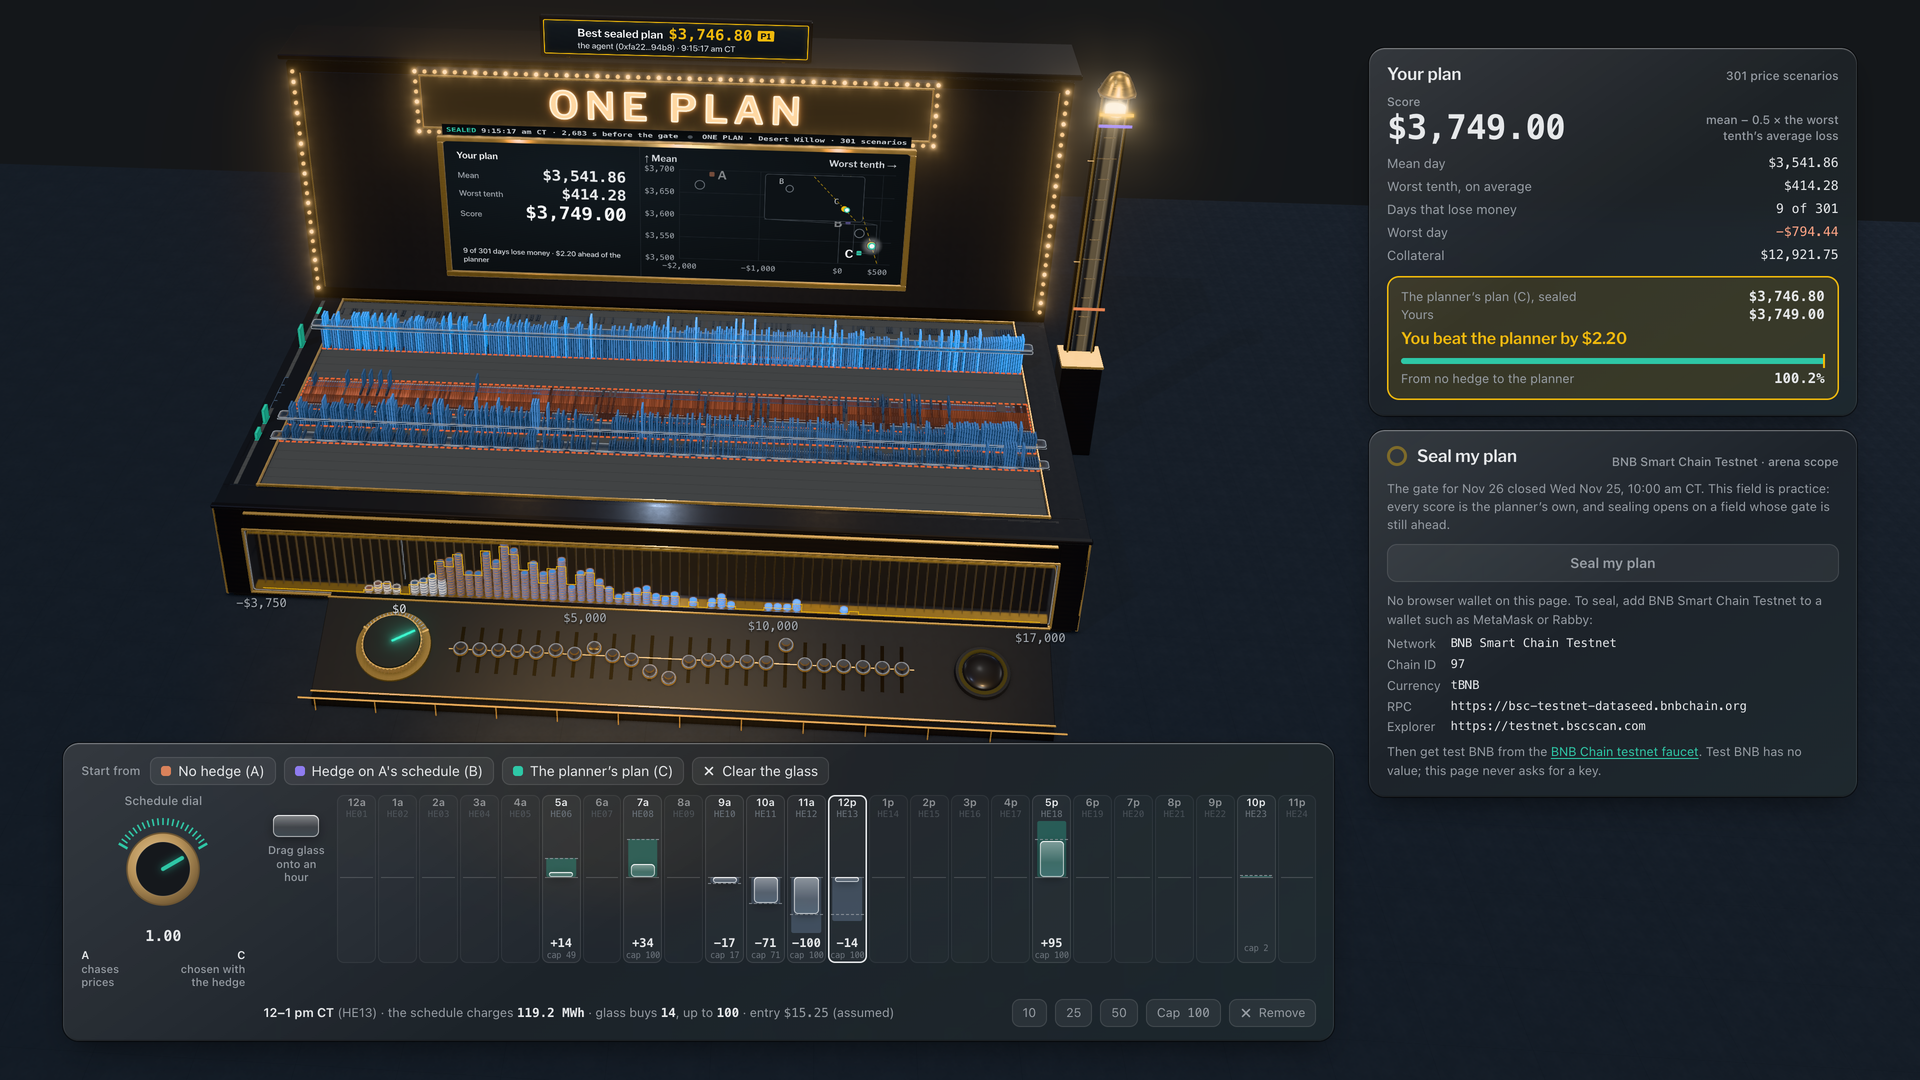 Best sealed plan $3,746.80 P1
the agent (0xfa22…94b8) · 9:15:17 am CT
ONE PLAN
SEALED 9:15:17 am CT · 2,683 s before the gate ONE PLAN · Desert Willow · 301 scenarios
Your plan
Mean $3,541.86
Worst tenth $414.28
Score $3,749.00
9 of 301 days lose money · $2.20 ahead of the
planner
↑ Mean
Worst tenth →
$3,700
$3,650
$3,600
$3,550
$3,500
−$2,000
−$1,000
$0
$500
A
B
C
D
C
−$3,750
$0
$5,000
$10,000
$17,000
Your plan
301 price scenarios
Score
$3,749.00
mean − 0.5 × the worst
tenth's average loss
Mean day $3,541.86
Worst tenth, on average $414.28
Days that lose money 9 of 301
Worst day −$794.44
Collateral $12,921.75
The planner's plan (C), sealed $3,746.80
Yours $3,749.00
You beat the planner by $2.20
From no hedge to the planner 100.2%
Seal my plan
BNB Smart Chain Testnet · arena scope
The gate for Nov 26 closed Wed Nov 25, 10:00 am CT. This field is practice:
every score is the planner's own, and sealing opens on a field whose gate is
still ahead.
Seal my plan
No browser wallet on this page. To seal, add BNB Smart Chain Testnet to a
wallet such as MetaMask or Rabby:
Network BNB Smart Chain Testnet
Chain ID 97
Currency tBNB
RPC https://bsc-testnet-dataseed.bnbchain.org
Explorer https://testnet.bscscan.com
Then get test BNB from the BNB Chain testnet faucet. Test BNB has no
value; this page never asks for a key.
Start from
No hedge (A)
Hedge on A's schedule (B)
The planner's plan (C)
✕ Clear the glass
Schedule dial
1.00
A
chases
prices
C
chosen with
the hedge
Drag glass
onto an
hour
12a 1a 2a 3a 4a 5a 6a 7a 8a 9a 10a 11a 12p 1p 2p 3p 4p 5p 6p 7p 8p 9p 10p 11p
HE01 HE02 HE03 HE04 HE05 HE06 HE07 HE08 HE09 HE10 HE11 HE12 HE13 HE14 HE15 HE16 HE17 HE18 HE19 HE20 HE21 HE22 HE23 HE24
+14 +34 −17 −71 −100 −14 +95
cap 49 cap 100 cap 17 cap 71 cap 100 cap 100 cap 100 cap 2
12–1 pm CT (HE13) · the schedule charges 119.2 MWh · glass buys 14, up to 100 · entry $15.25 (assumed)
10
25
50
Cap 100
✕ Remove